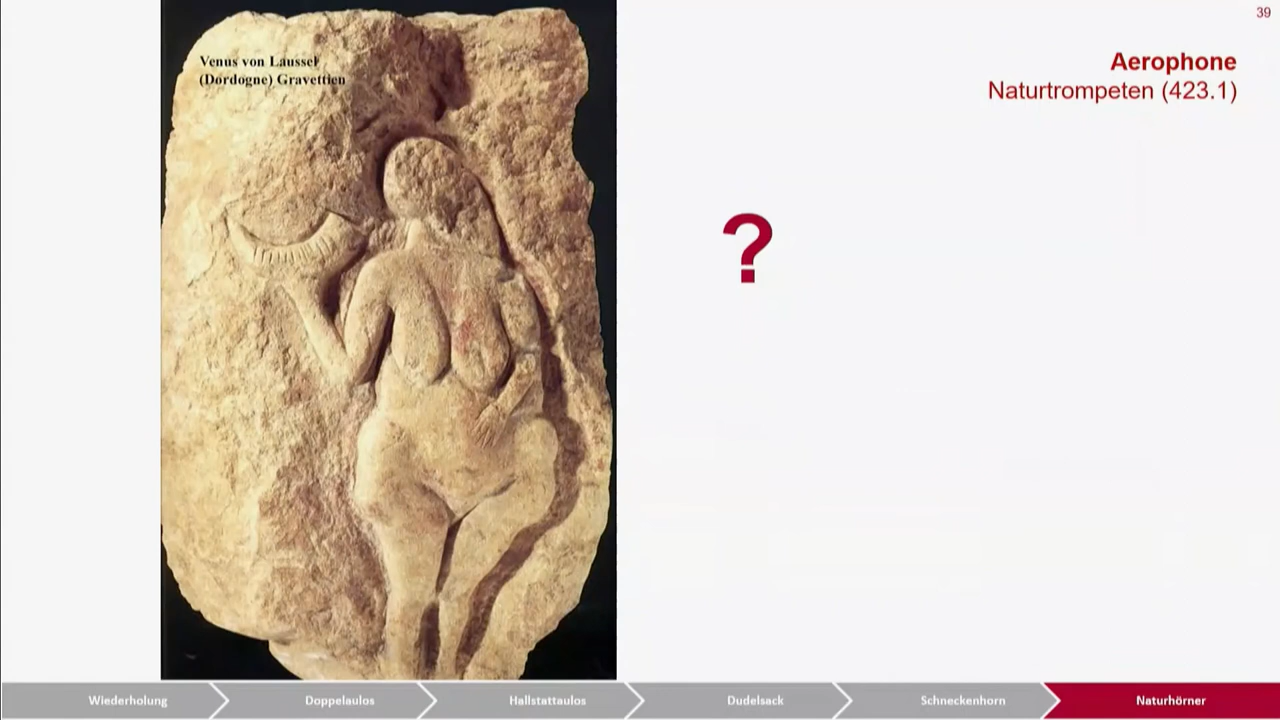 39
Aerophone
Naturtrompeten (423.1)
Venus von Laussel
(Dordogne) Gravettien
?
Wiederholung
Doppelaulos
Hallstattaulos
Dudelsack
Schneckenhorn
Naturhörner